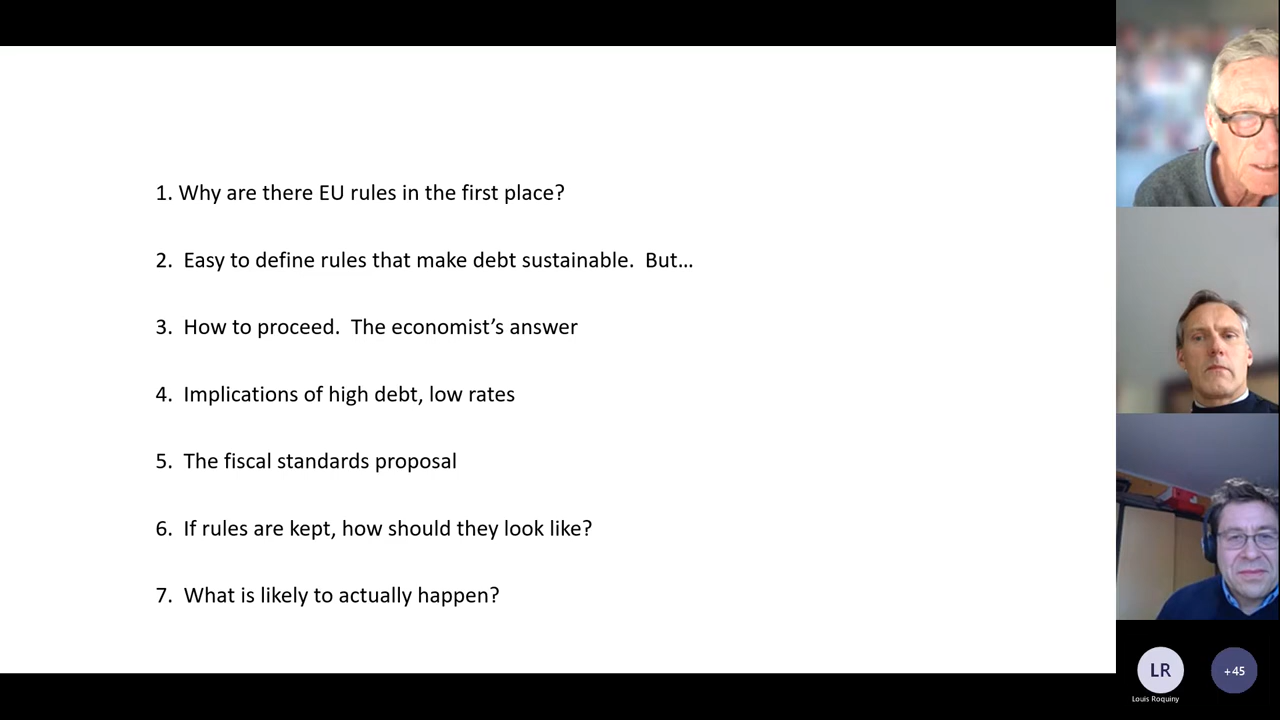 1. Why are there EU rules in the first place?
2. Easy to define rules that make debt sustainable. But...
3. How to proceed. The economist’s answer
4. Implications of high debt, low rates
5. The fiscal standards proposal
6. If rules are kept, how should they look like?
7. What is likely to actually happen?
LR
+45
Louis Roquiny